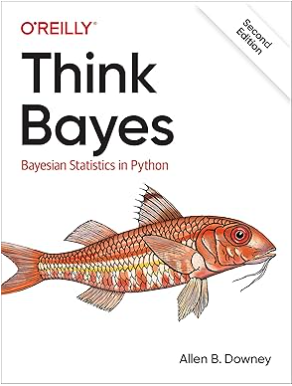 O'REILLY®
Second
Edition
Think
Bayes
Bayesian Statistics in Python
Allen B. Downey